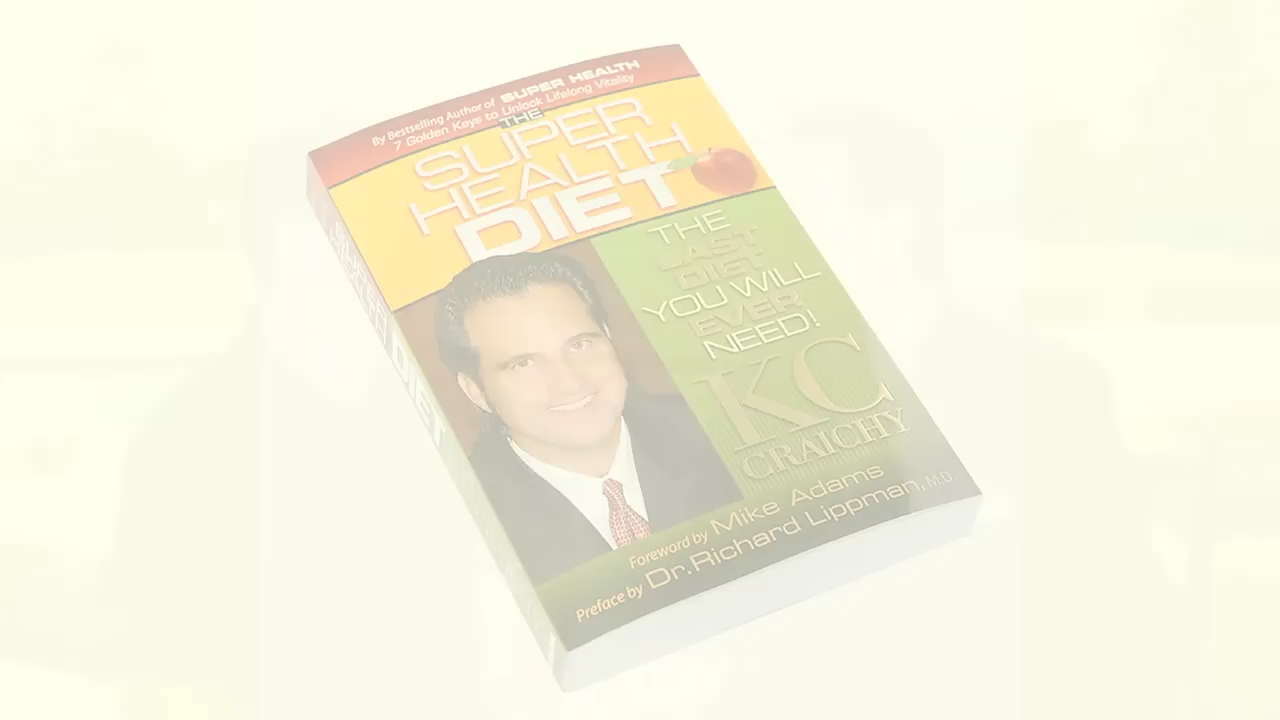 By Bestselling Author of SUPER HEALTH
7 Golden Keys to Unlock Lifelong Vitality
THE
SUPER
HEALTH
DIET
THE
LAST
DIET
YOU WILL
EVER
NEED!
KC
CRAICHY
Foreword by Mike Adams
Preface by Dr. Richard Lippman, M.D.
DIET